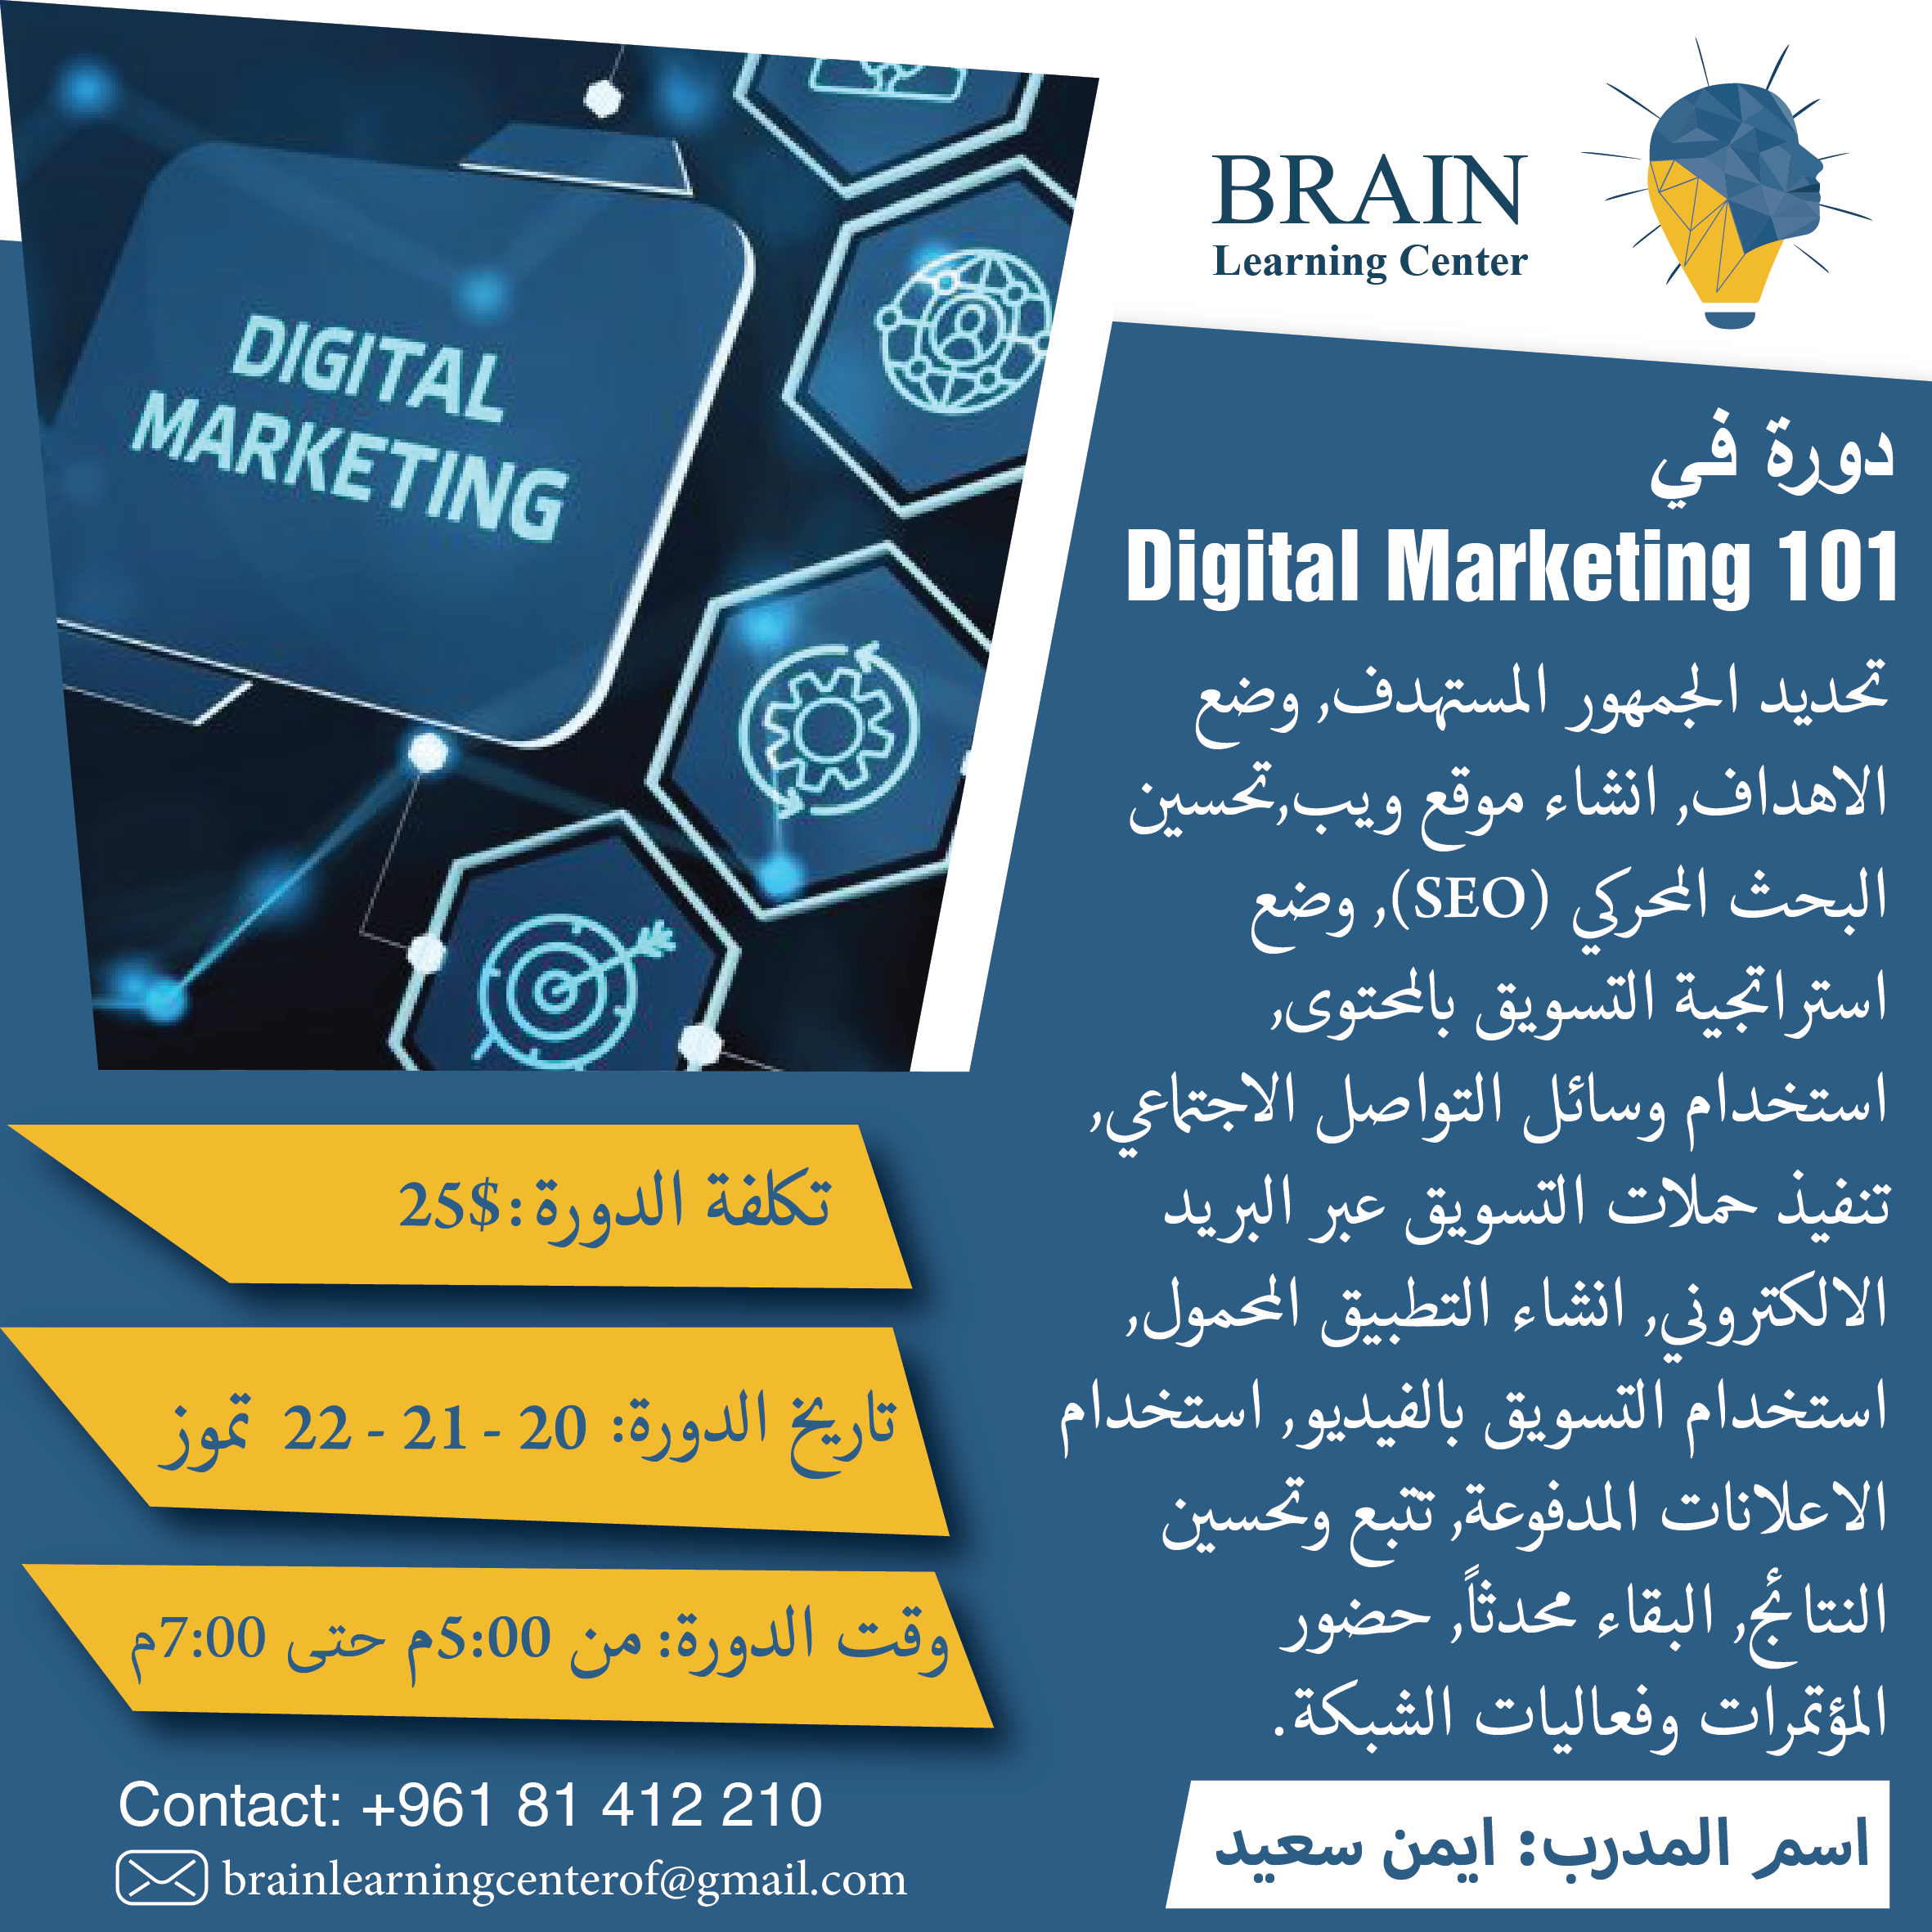 BRAIN
Learning Center
DIGITAL
MARKETING
دورة في
Digital Marketing 101
تحديد الجمهور المستهدف, وضع
الاهداف, انشاء موقع ويب,تحسين
البحث المحركي (SEO), وضع
استراتجية التسويق بالمحتوى,
استخدام وسائل التواصل الاجتماعي,
تنفيذ حملات التسويق عبر البريد
الالكتروني, انشاء التطبيق المحمول,
استخدام التسويق بالفيديو, استخدام
الاعلانات المدفوعة, تتبع وتحسين
النتائج, البقاء محدثاً, حضور
المؤتمرات وفعاليات الشبكة.
اسم المدرب: ايمن سعيد
تكلفة الدورة:$25
تاريخ الدورة: 20 - 21 - 22 تموز
وقت الدورة: من 5:00م حتى 7:00م
Contact: +961 81 412 210
brainlearningcenterof@gmail.com